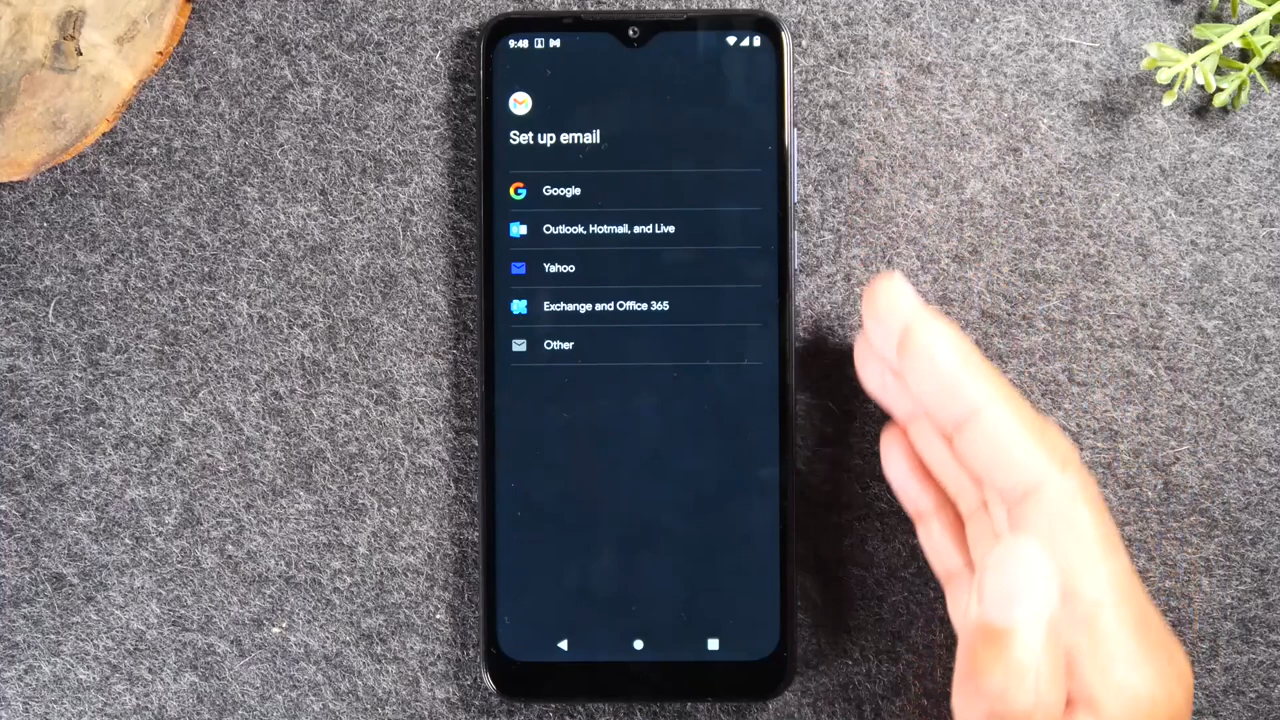 9:48
Set up email
Google
Outlook, Hotmail, and Live
Yahoo
Exchange and Office 365
Other